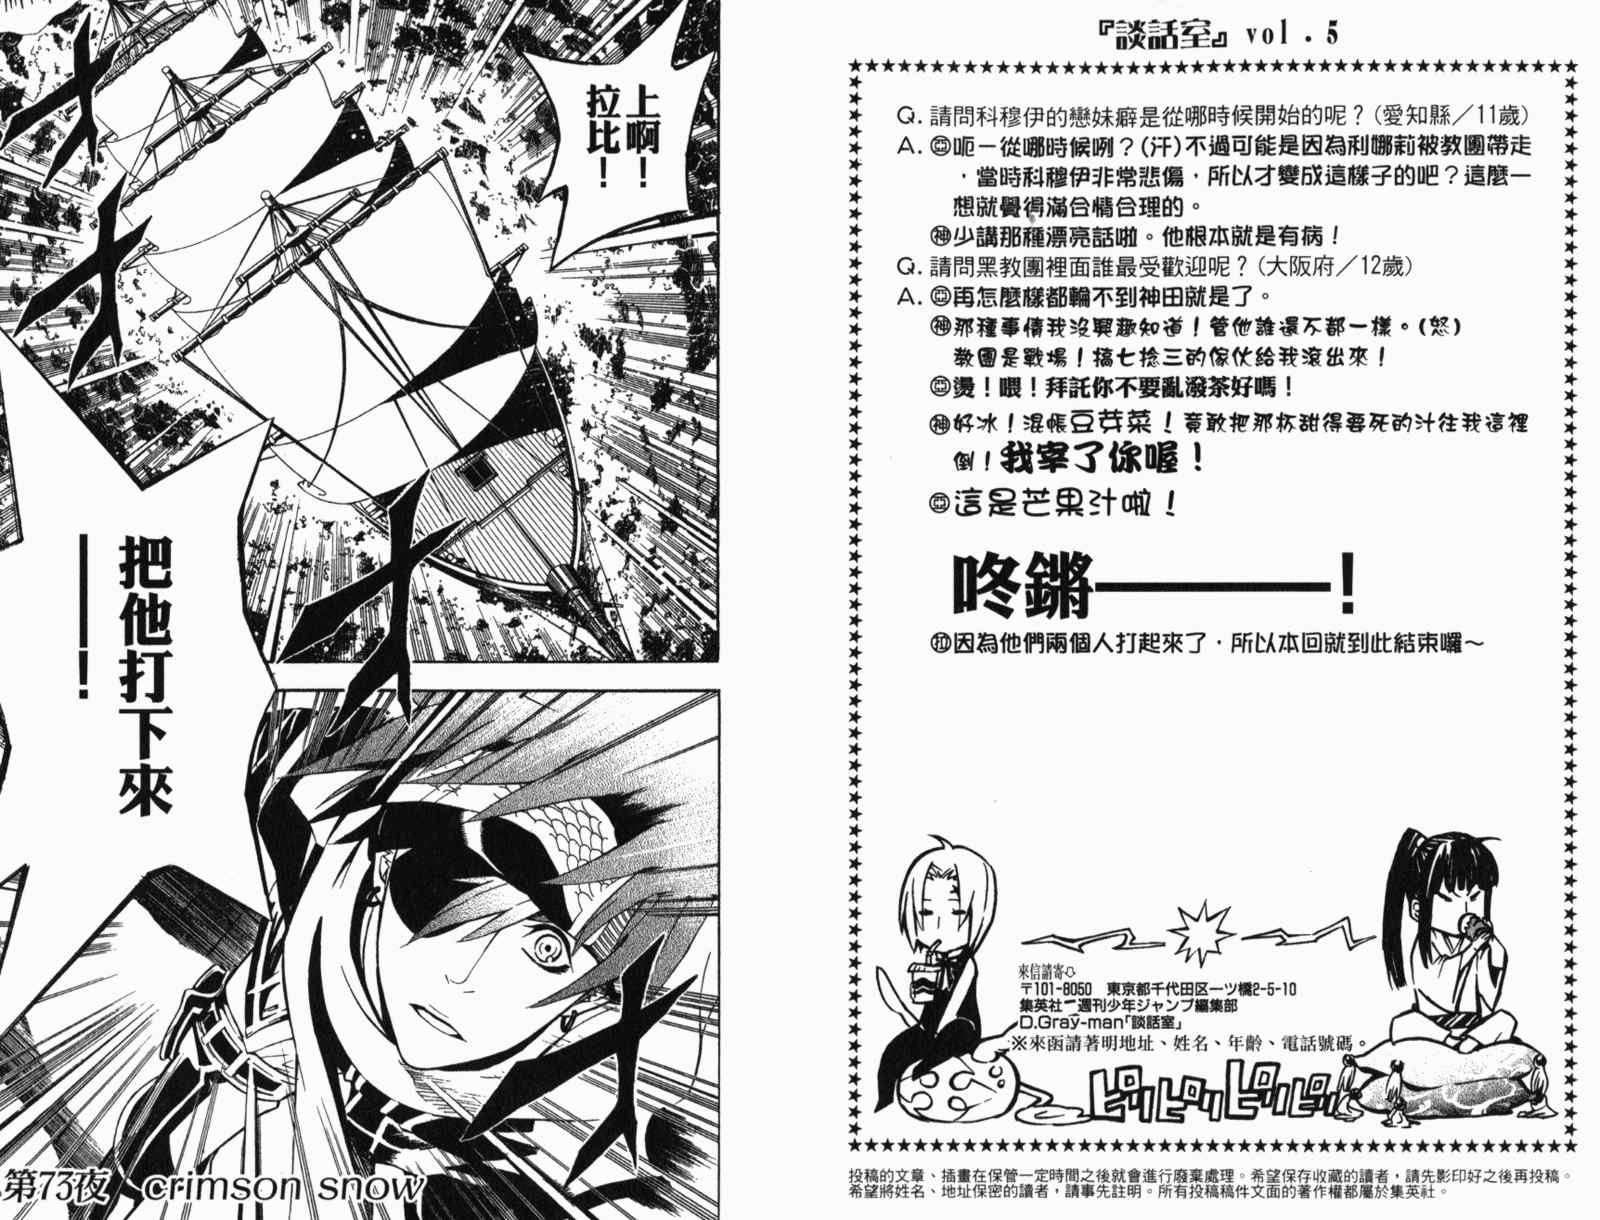 『談話室』vol.5
Q.請問科穆伊的戀妹癖是從哪時候開始的呢？(愛知縣／11歲)
A.亞呃－從哪時候咧？(汗)不過可能是因為利娜莉被教團帶走
，當時科穆伊非常悲傷，所以才變成這樣子的吧？這麼一
想就覺得滿合情合理的。
神少講那種漂亮話啦。他根本就是有病！
Q.請問黑教團裡面誰最受歡迎呢？(大阪府／12歲)
A.亞再怎麼樣都輪不到神田就是了。
神那種事情我沒興趣知道！管他誰還不都一樣。(怒)
教團是戰場！搞七捻三的傢伙給我滾出來！
亞燙！喂！拜託你不要亂潑茶好嗎！
神好冰！混帳豆芽菜！竟敢把那杯甜得要死的汁往我這裡
倒！我宰了你喔！
亞這是芒果汁啦！
咚鏘————！
拉因為他們兩個人打起來了，所以本回就到此結束囉～
來信請寄
〒101-8050　東京都千代田区一ツ橋2-5-10
集英社　週刊少年ジャンプ編集部
D.Gray-man「談話室」
※來函請著明地址、姓名、年齡、電話號碼。
ピリピリピリピリ
投稿的文章、插畫在保管一定時間之後就會進行廢棄處理。希望保存收藏的讀者，請先影印好之後再投稿。
希望將姓名、地址保密的讀者，請事先註明。所有投稿稿件文面的著作權都屬於集英社。
上啊！
拉比！
把他打下來
——！
第73夜　crimson snow